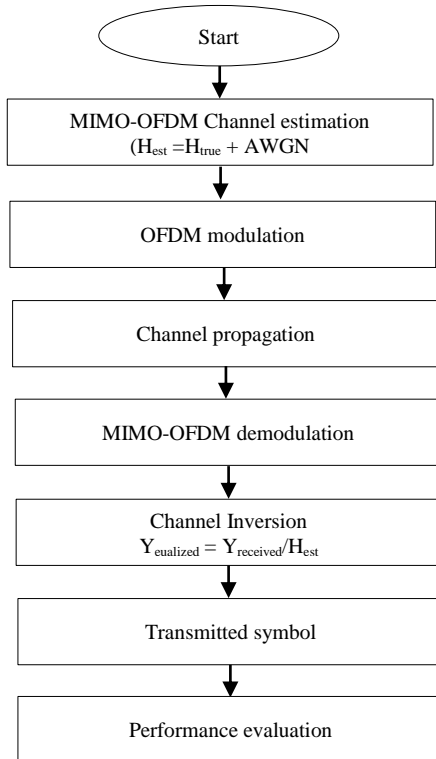 Start
MIMO-OFDM Channel estimation
(Hest =Htrue + AWGN
OFDM modulation
Channel propagation
MIMO-OFDM demodulation
Channel Inversion
Yeualized = Yreceived/Hest
Transmitted symbol
Performance evaluation